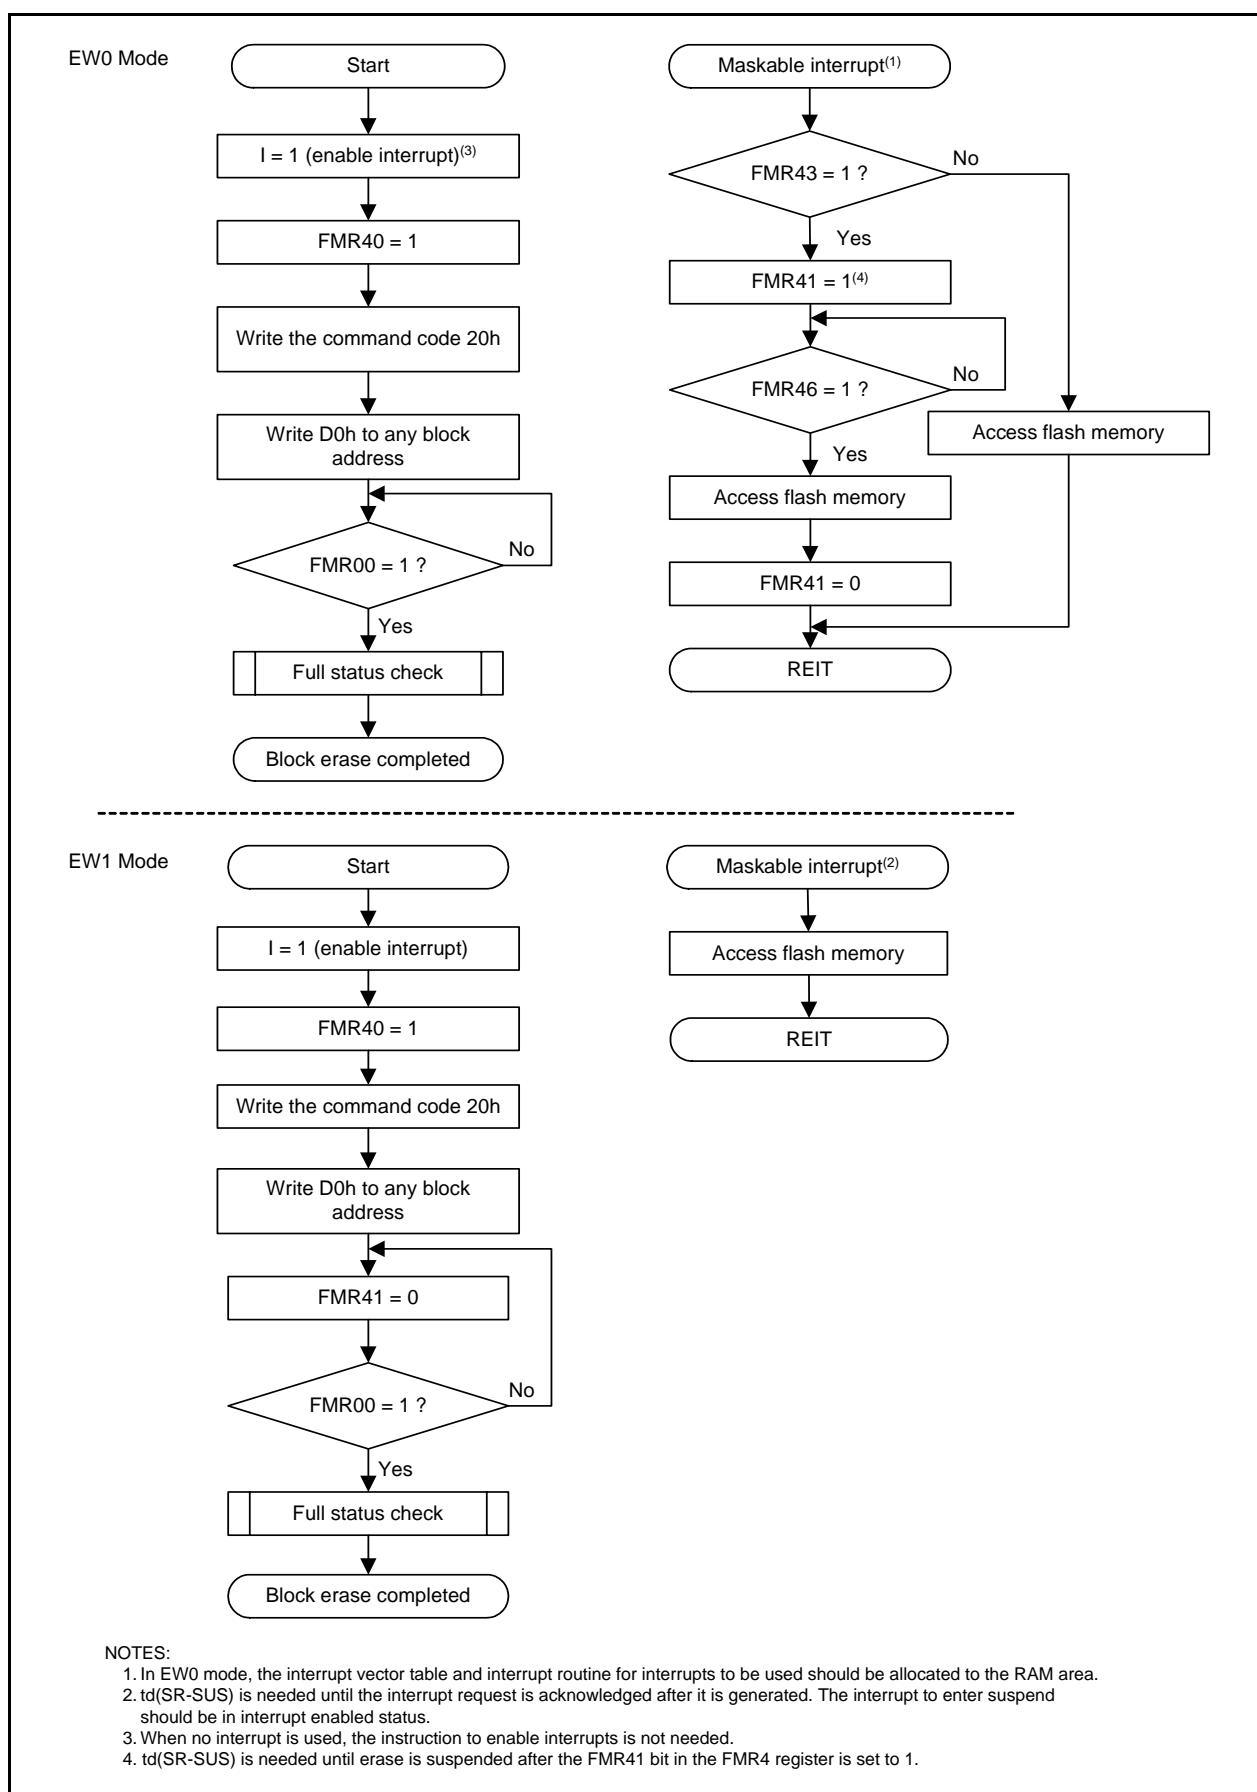 EW0 Mode
Start
I = 1 (enable interrupt)(3)
FMR40 = 1
Write the command code 20h
Write D0h to any block
address
FMR00 = 1 ?
No
Yes
Full status check
Block erase completed
Maskable interrupt(1)
FMR43 = 1 ?
No
Yes
FMR41 = 1(4)
FMR46 = 1 ?
No
Yes
Access flash memory
Access flash memory
FMR41 = 0
REIT
EW1 Mode
Start
I = 1 (enable interrupt)
FMR40 = 1
Write the command code 20h
Write D0h to any block
address
FMR41 = 0
FMR00 = 1 ?
No
Yes
Full status check
Block erase completed
Maskable interrupt(2)
Access flash memory
REIT
NOTES:
1. In EW0 mode, the interrupt vector table and interrupt routine for interrupts to be used should be allocated to the RAM area.
2. td(SR-SUS) is needed until the interrupt request is acknowledged after it is generated. The interrupt to enter suspend
should be in interrupt enabled status.
3. When no interrupt is used, the instruction to enable interrupts is not needed.
4. td(SR-SUS) is needed until erase is suspended after the FMR41 bit in the FMR4 register is set to 1.